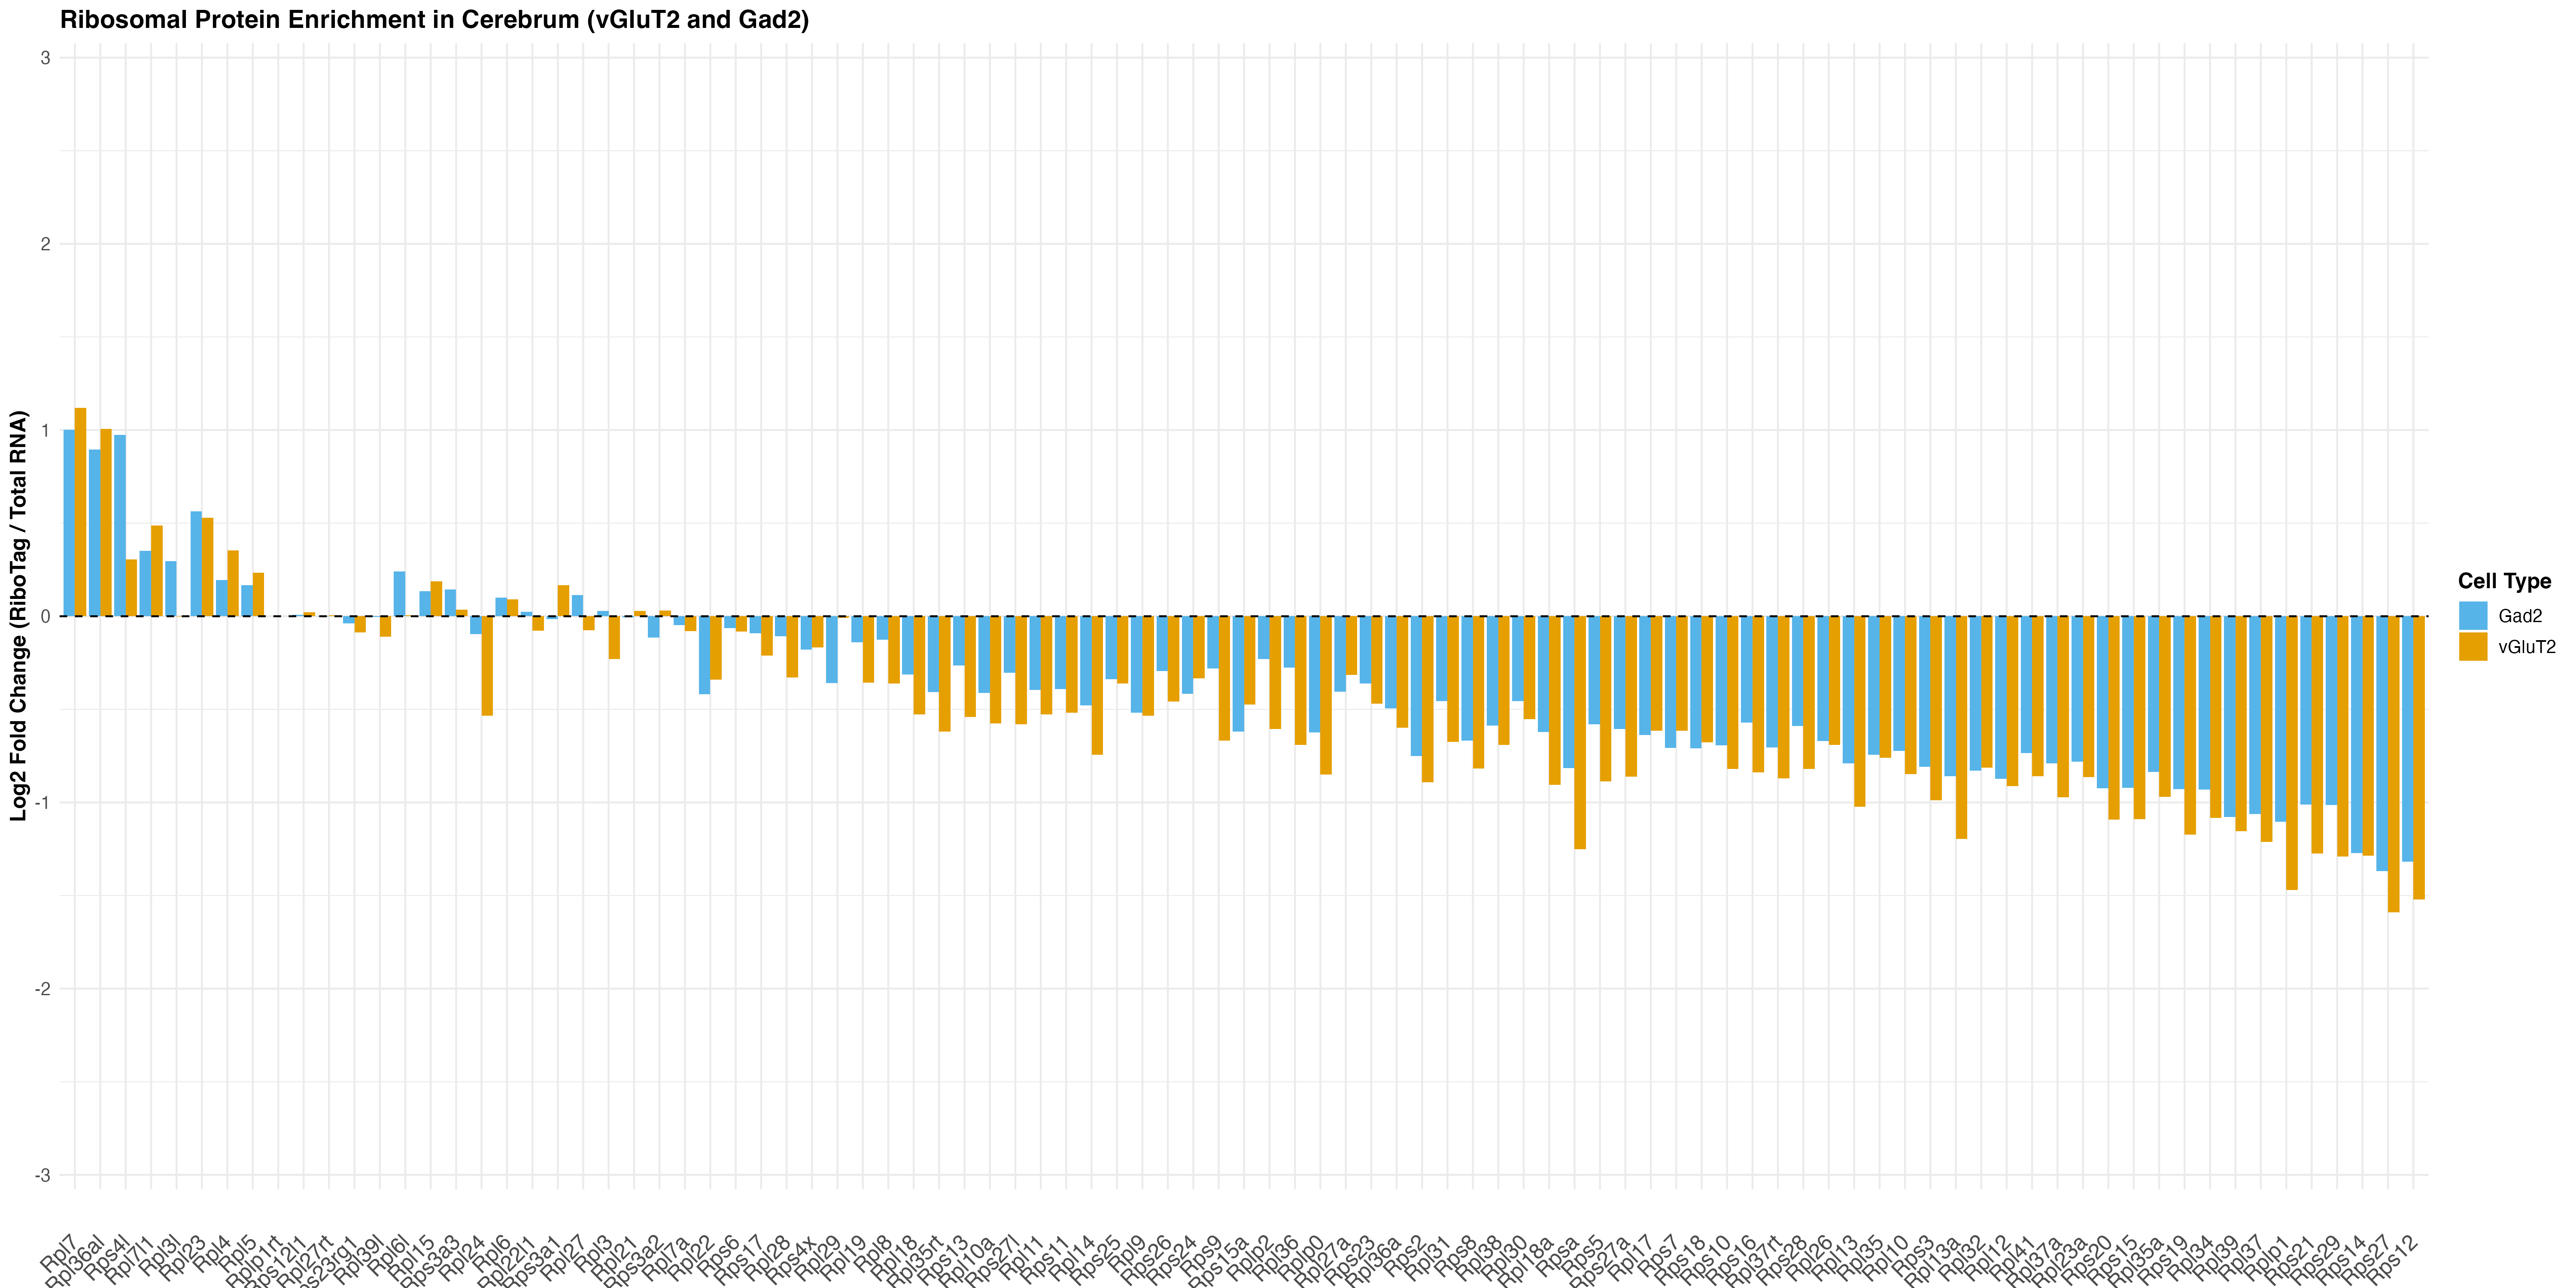 Ribosomal Protein Enrichment in Cerebrum (vGluT2 and Gad2)
Log2 Fold Change (RiboTag / Total RNA)
3
2
1
0
-1
-2
-3
Cell Type
Gad2
vGluT2
Rpl7
Rpl36al
Rps4l
Rpl7l1
Rpl3l
Rpl23
Rpl4
Rpl5
Rplp1rt
Rps12l1
Rpl27rt
Rpl39l
Rpl6l
Rpl15
Rps3a3
Rpl24
Rpl6
Rpl22l1
Rps3a1
Rpl27
Rpl3
Rpl21
Rps3a2
Rpl7a
Rpl22
Rps6
Rps17
Rpl28
Rps4x
Rpl29
Rpl19
Rpl8
Rpl18
Rpl35rt
Rps13
Rpl10a
Rps27l
Rpl11
Rps11
Rpl14
Rps25
Rpl9
Rps26
Rps24
Rps9
Rps15a
Rplp2
Rpl36
Rplp0
Rpl27a
Rps23
Rpl36a
Rps2
Rpl31
Rps8
Rpl38
Rpl30
Rpl18a
Rpsa
Rps5
Rps27a
Rpl17
Rps7
Rps18
Rps10
Rps16
Rpl37rt
Rps28
Rpl26
Rpl13
Rpl35
Rpl10
Rps3
Rpl13a
Rpl32
Rpl12
Rpl41
Rpl37a
Rpl23a
Rps20
Rps15
Rpl35a
Rps19
Rpl34
Rpl39
Rpl37
Rplp1
Rps21
Rps29
Rps14
Rps27
Rps12